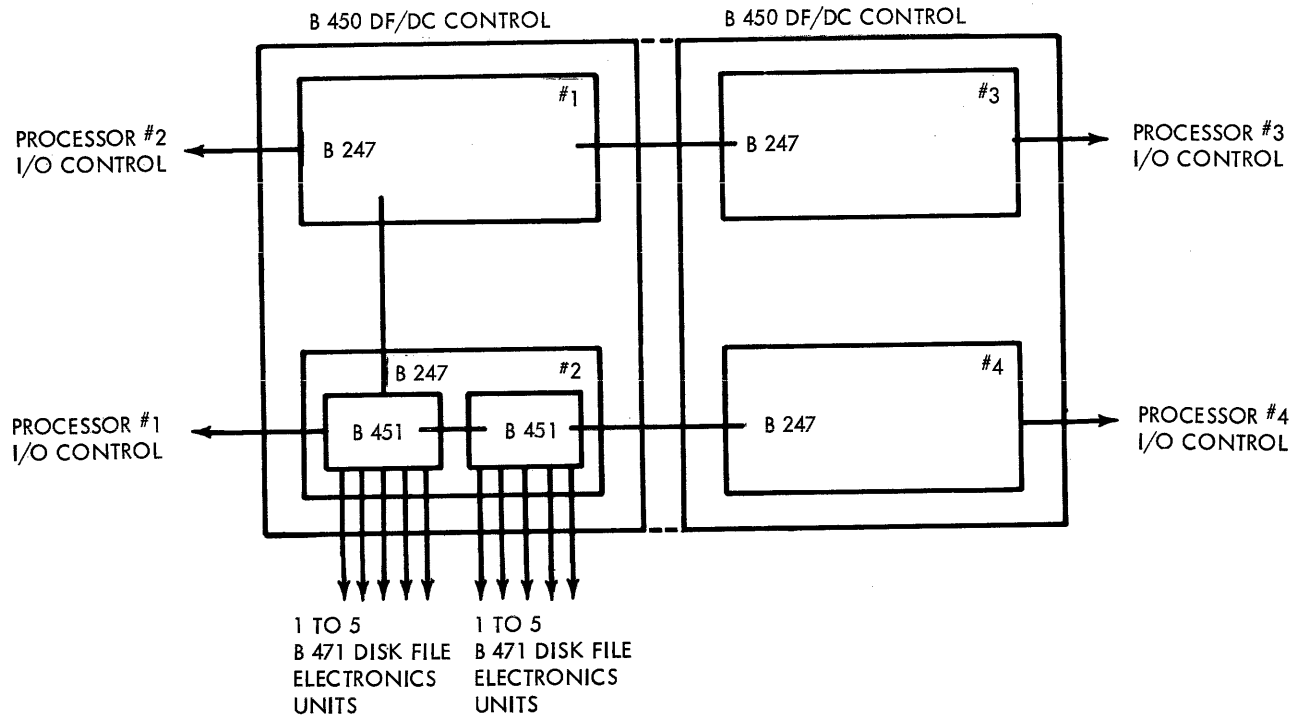 B 450 DF/DC CONTROL
B 450 DF/DC CONTROL
#1
B 247
PROCESSOR #2
I/O CONTROL
#3
B 247
PROCESSOR #3
I/O CONTROL
B 247
#2
B 451
B 451
PROCESSOR #1
I/O CONTROL
#4
B 247
PROCESSOR #4
I/O CONTROL
1 TO 5
B 471 DISK FILE
ELECTRONICS
UNITS
1 TO 5
B 471 DISK FILE
ELECTRONICS
UNITS